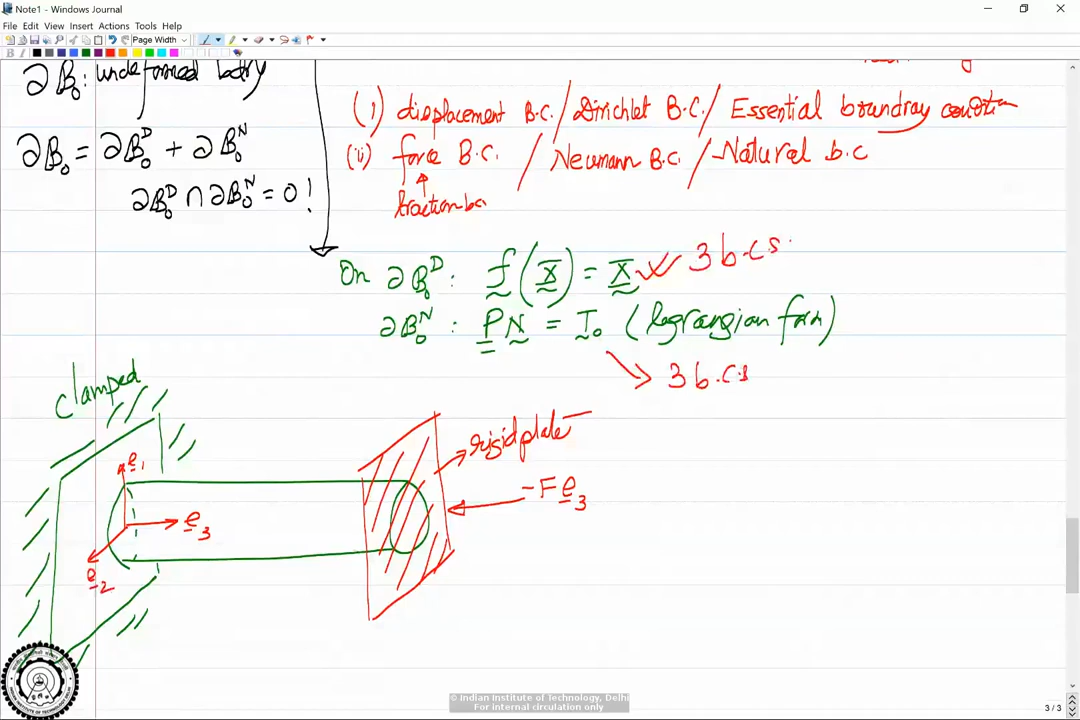 Note1 - Windows Journal
File Edit View Insert Actions Tools Help
Page Width
B I
∂B₀: undeformed body
∂B₀ = ∂B₀ᴰ + ∂B₀ᴺ
∂B₀ᴰ ∩ ∂B₀ᴺ = 0 !
(i) displacement B.C. / Dirichlet B.C. / Essential boundray condition
(ii) force B.C. / Neumann B.C. / Natural b.c
traction
On ∂B₀ᴰ : f(X̄) = x̄ 3 b.c.s.
∂B₀ᴺ : P N = T₀ (lagrangian form)
3 b.c.s
clamped
rigid plate
-Fe₃
e₁
e₃
e₂
© Indian Institute of Technology, Delhi
For internal circulation only
3 / 3